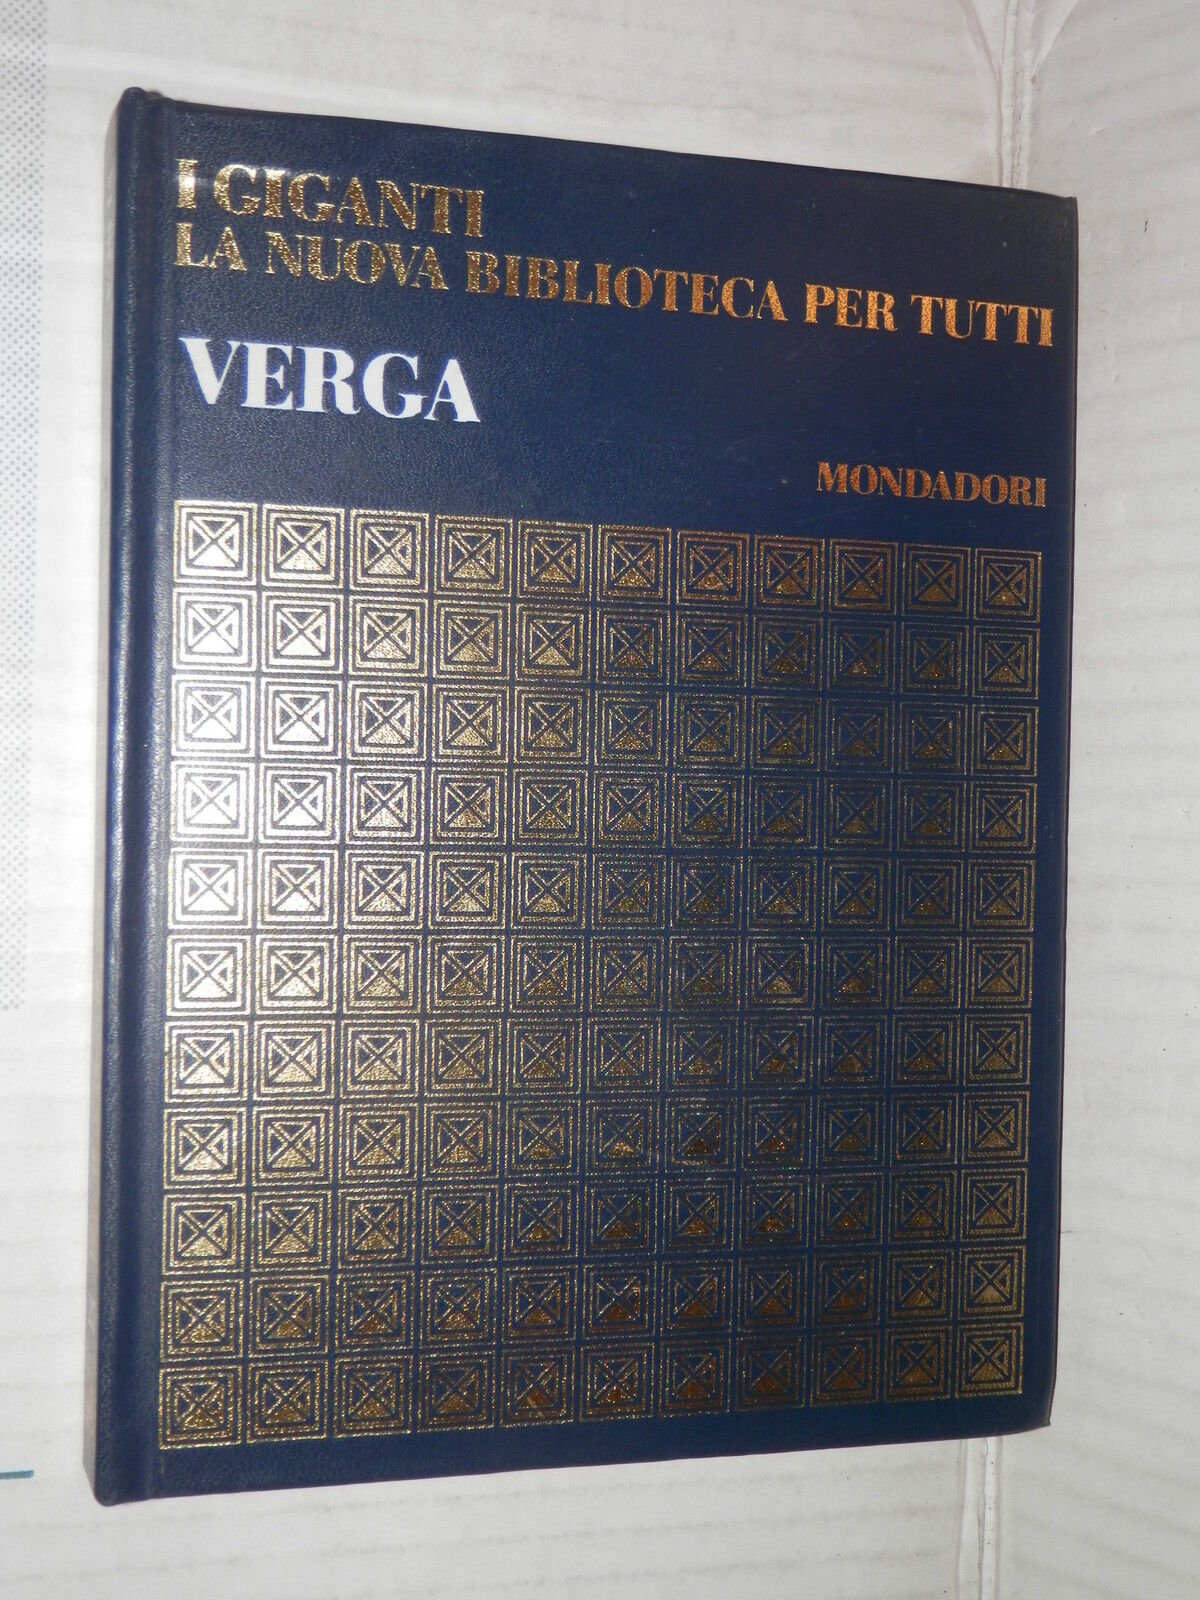 I GIGANTI
LA NUOVA BIBLIOTECA PER TUTTI
VERGA
MONDADORI